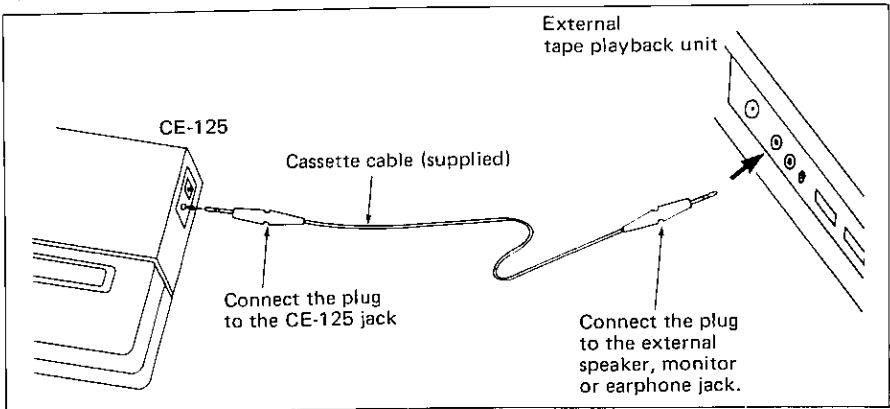 External
tape playback unit
CE-125
Cassette cable (supplied)
Connect the plug
to the CE-125 jack
Connect the plug
to the external
speaker, monitor
or earphone jack.